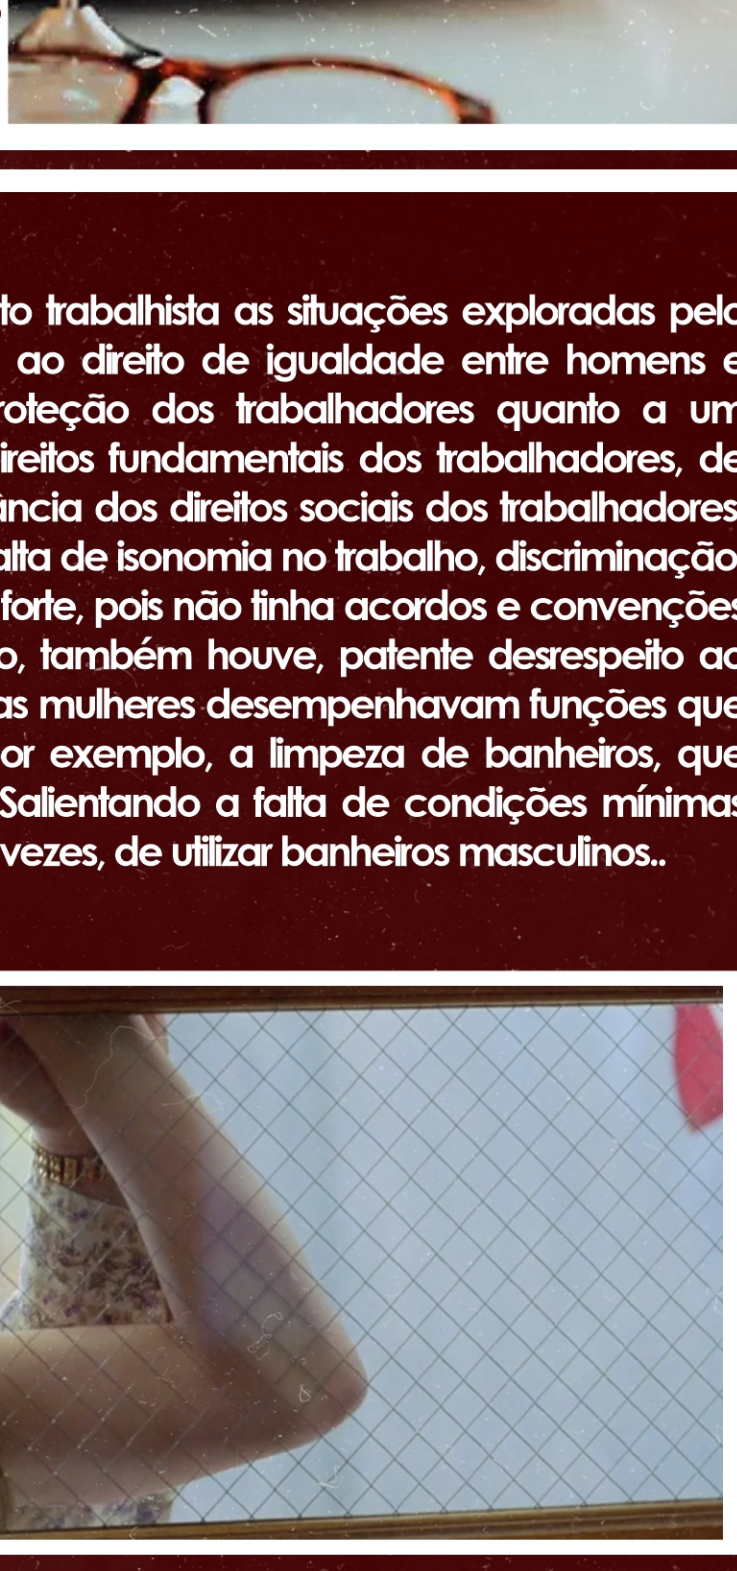 to trabalhista as situações exploradas pelo
ao direito de igualdade entre homens e
roteção dos trabalhadores quanto a um
ireitos fundamentais dos trabalhadores, de
ância dos direitos sociais dos trabalhadores
alta de isonomia no trabalho, discriminação
forte, pois não tinha acordos e convenções
o, também houve, patente desrespeito ao
as mulheres desempenhavam funções que
or exemplo, a limpeza de banheiros, que
Salientando a falta de condições mínimas
vezes, de utilizar banheiros masculinos..